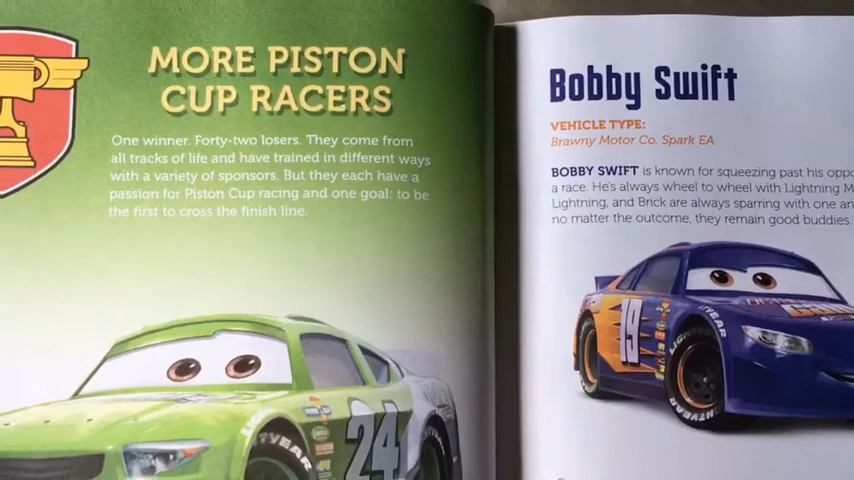 MORE PISTON
CUP RACERS
One winner. Forty-two losers. They come from
all tracks of life and have trained in different ways
with a variety of sponsors. But they each have a
passion for Piston Cup racing and one goal: to be
the first to cross the finish line.
24
Bobby Swift
VEHICLE TYPE:
Brawny Motor Co. Spark EA
BOBBY SWIFT is known for squeezing past his oppo
a race. He's always wheel to wheel with Lightning M
Lightning, and Brick are always sparring with one an
no matter the outcome, they remain good buddies.
19
LIGHTYEAR